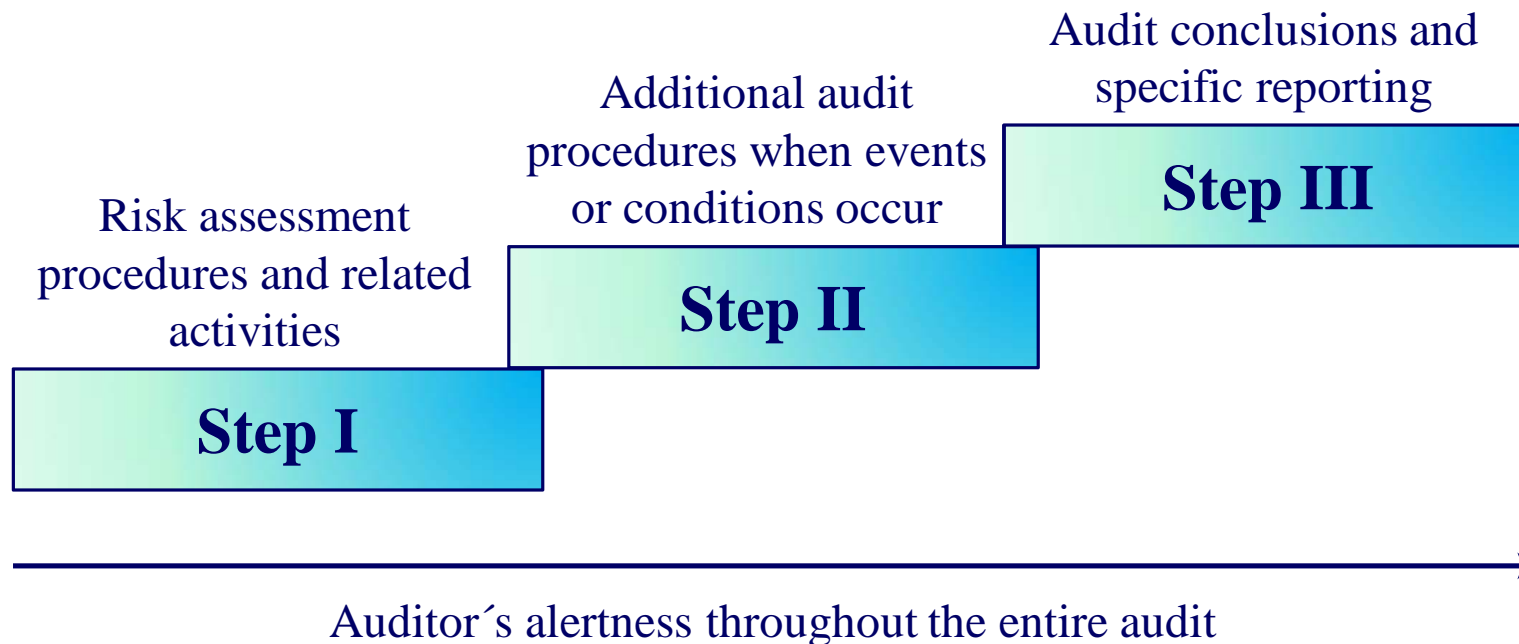 Risk assessment
procedures and related
activities
Step I
Additional audit
procedures when events
or conditions occur
Step II
Audit conclusions and
specific reporting
Step III
Auditor´s alertness throughout the entire audit